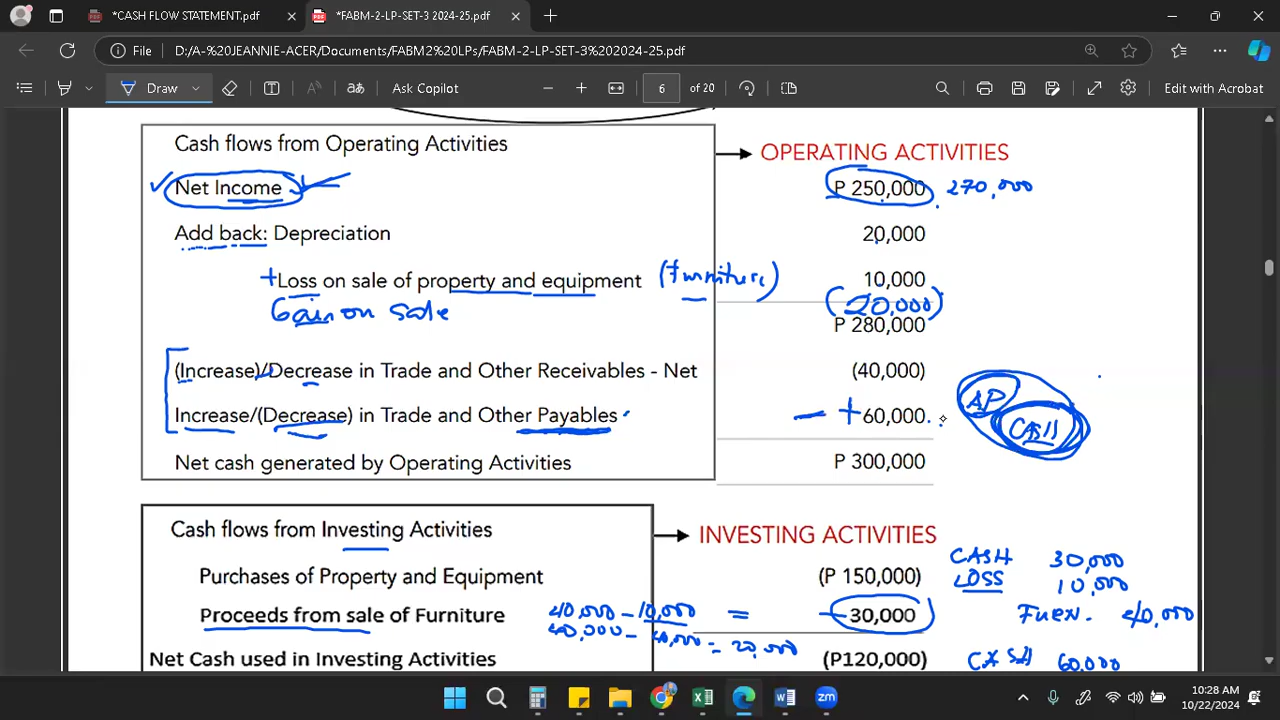 *CASH FLOW STATEMENT.pdf
*FABM-2-LP-SET-3 2024-25.pdf
File D:/A-%20JEANNIE-ACER/Documents/FABM2%20LPs/FABM-2-LP-SET-3%202024-25.pdf
Draw Ask Copilot 6 of 20 Edit with Acrobat
Cash flows from Operating Activities OPERATING ACTIVITIES
Net Income P 250,000 270,000
Add back: Depreciation 20,000
+Loss on sale of property and equipment (furniture) 10,000
Gain on sale (20,000)
P 280,000
(Increase)/Decrease in Trade and Other Receivables - Net (40,000)
Increase/(Decrease) in Trade and Other Payables - +60,000 AP CASH
Net cash generated by Operating Activities P 300,000
Cash flows from Investing Activities INVESTING ACTIVITIES
CASH 30,000
Purchases of Property and Equipment (P 150,000) LOSS 10,000
Proceeds from sale of Furniture 40,000 - 10,000 = 30,000 FURN. 40,000
40,000 - = 20,000
Net Cash used in Investing Activities (P120,000) CASH 60,000
10:28 AM
10/22/2024